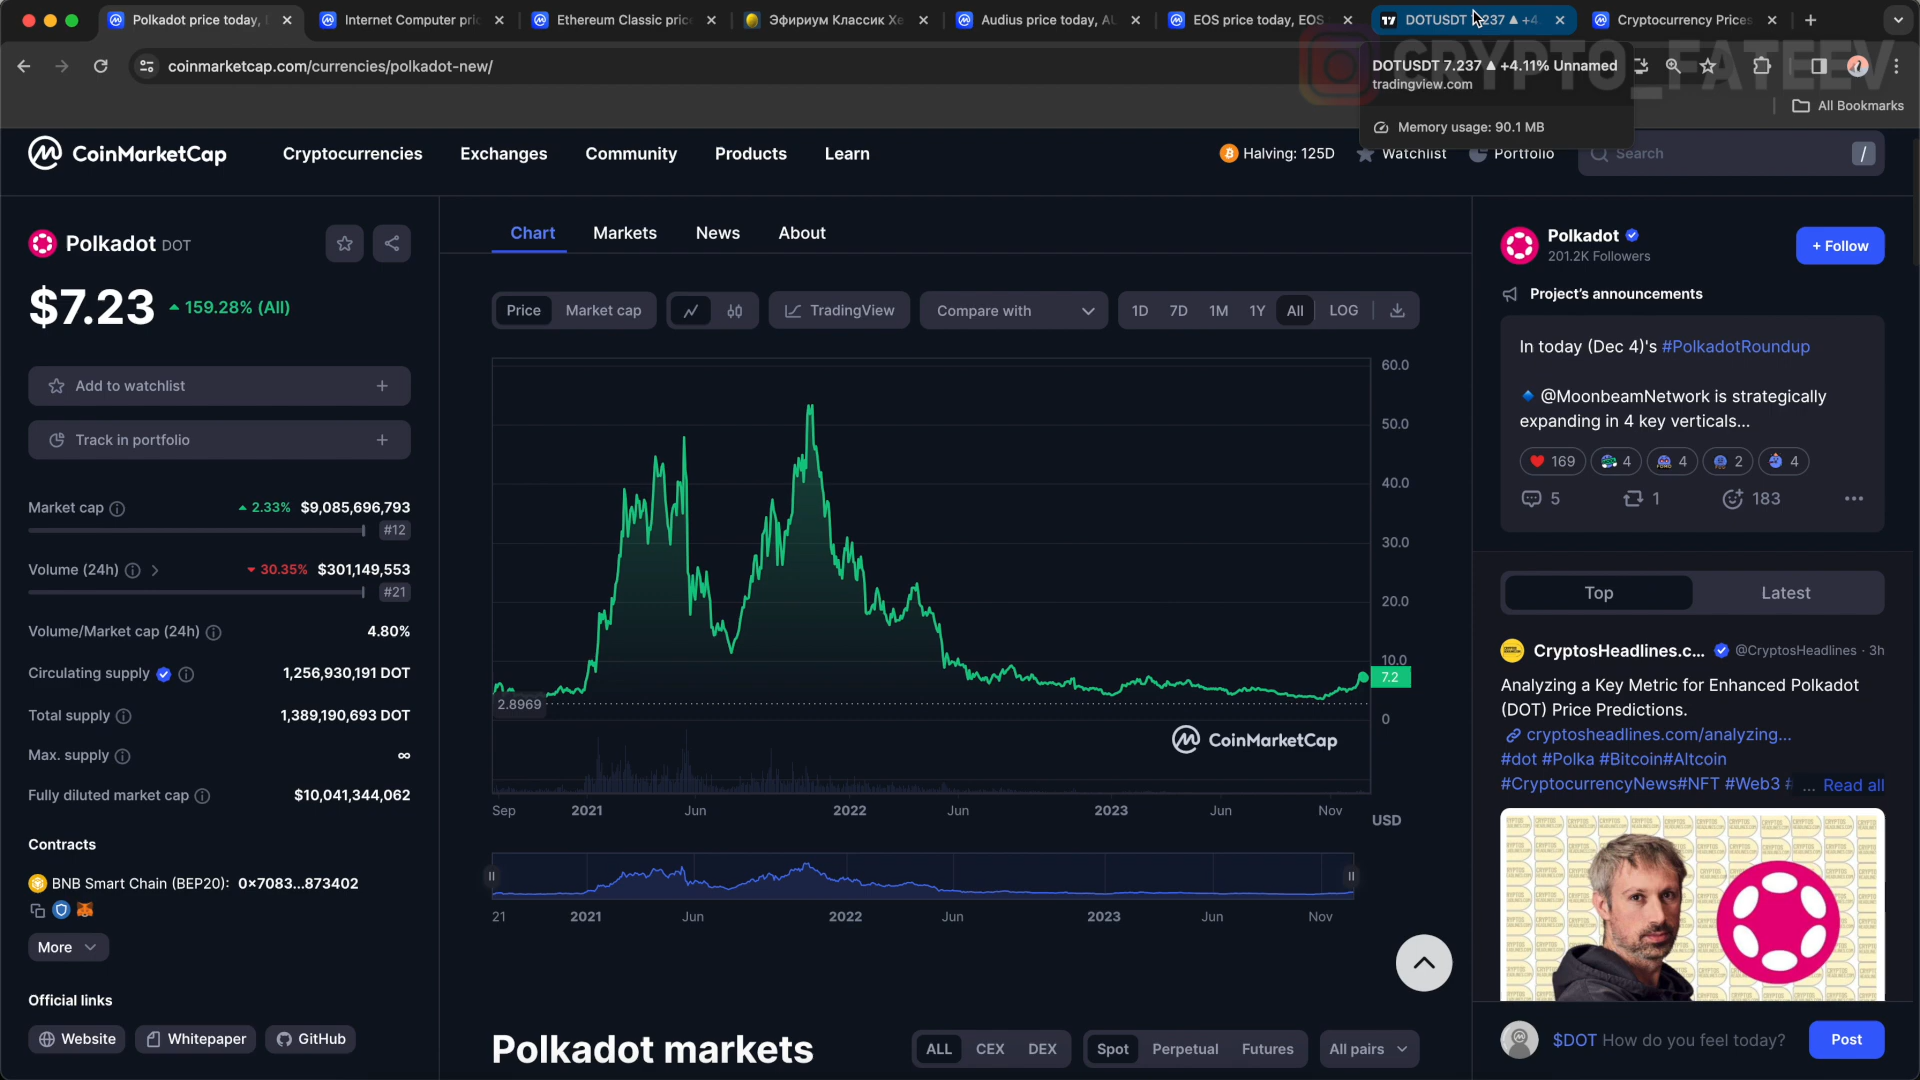 Polkadot price today,
Internet Computer pric
Ethereum Classic price
Эфириум Классик Хе
Audius price today, AU
EOS price today, EOS
DOTUSDT 7.237 ▲ +4
Cryptocurrency Prices
coinmarketcap.com/currencies/polkadot-new/
CRYPTO_FATEEV
DOTUSDT 7.237 ▲ +4.11% Unnamed
tradingview.com
Memory usage: 90.1 MB
All Bookmarks
CoinMarketCap
Cryptocurrencies
Exchanges
Community
Products
Learn
Halving: 125D
Watchlist
Portfolio
Search
/
Polkadot DOT
$7.23
159.28% (All)
Add to watchlist
Track in portfolio
Market cap
2.33% $9,085,696,793
#12
Volume (24h)
30.35% $301,149,553
#21
Volume/Market cap (24h)
4.80%
Circulating supply
1,256,930,191 DOT
Total supply
1,389,190,693 DOT
Max. supply
∞
Fully diluted market cap
$10,041,344,062
Contracts
BNB Smart Chain (BEP20): 0x7083...873402
More
Official links
Website
Whitepaper
GitHub
Chart
Markets
News
About
Price
Market cap
TradingView
Compare with
1D
7D
1M
1Y
All
LOG
60.0
50.0
40.0
30.0
20.0
10.0
7.2
0
2.8969
CoinMarketCap
Sep
2021
Jun
2022
Jun
2023
Jun
Nov
USD
21
2021
Jun
2022
Jun
2023
Jun
Nov
Polkadot markets
ALL
CEX
DEX
Spot
Perpetual
Futures
All pairs
Polkadot
201.2K Followers
+ Follow
Project's announcements
In today (Dec 4)'s #PolkadotRoundup
@MoonbeamNetwork is strategically
expanding in 4 key verticals...
169
4
4
2
4
5
1
183
Top
Latest
CryptosHeadlines.c...
@CryptosHeadlines · 3h
Analyzing a Key Metric for Enhanced Polkadot
(DOT) Price Predictions.
cryptosheadlines.com/analyzing...
#dot #Polka #Bitcoin#Altcoin
#CryptocurrencyNews#NFT #Web3 # ... Read all
$DOT How do you feel today?
Post